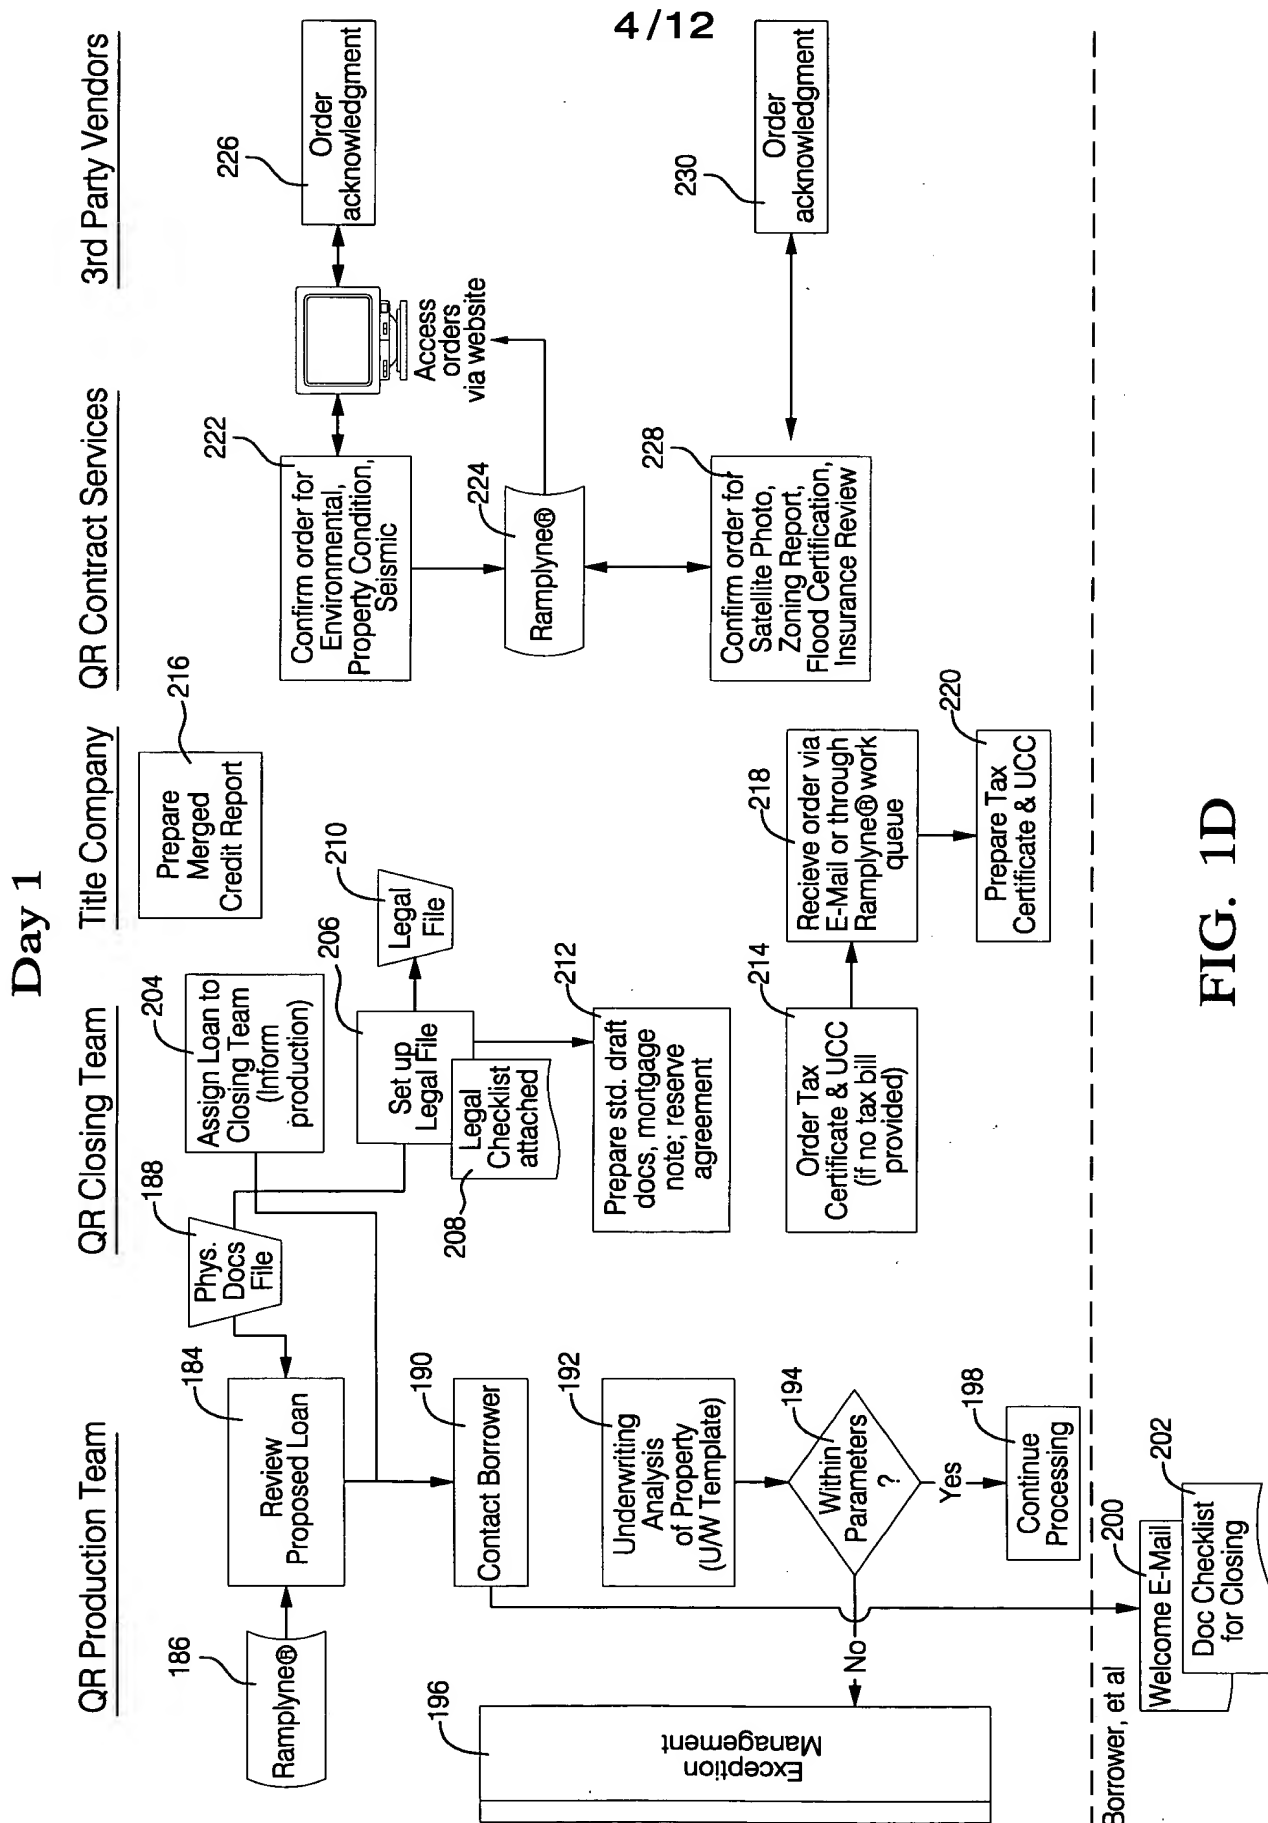 4/12
Day 1
QR Production Team
QR Closing Team
Title Company
QR Contract Services
3rd Party Vendors
186
Ramplyne®
184
Review
Proposed Loan
188
Phys.
Docs
File
190
Contact Borrower
192
Underwriting
Analysis
of Property
(U/W Template)
194
Within
Parameters
?
No
Yes
196
Exception
Management
198
Continue
Processing
204
Assign Loan to
Closing Team
(Inform
production)
206
Set up
Legal File
208
Legal
Checklist
attached
210
Legal
File
212
Prepare std. draft
docs, mortgage
note; reserve
agreement
214
Order Tax
Certificate & UCC
(if no tax bill
provided)
216
Prepare
Merged
Credit Report
218
Recieve order via
E-Mail or through
Ramplyne® work
queue
220
Prepare Tax
Certificate & UCC
222
Confirm order for
Environmental,
Property Condition,
Seismic
224
Ramplyne®
Access
orders
via website
226
Order
acknowledgment
228
Confirm order for
Satellite Photo,
Zoning Report,
Flood Certification,
Insurance Review
230
Order
acknowledgment
Borrower, et al
200
Welcome E-Mail
202
Doc Checklist
for Closing
FIG. 1D